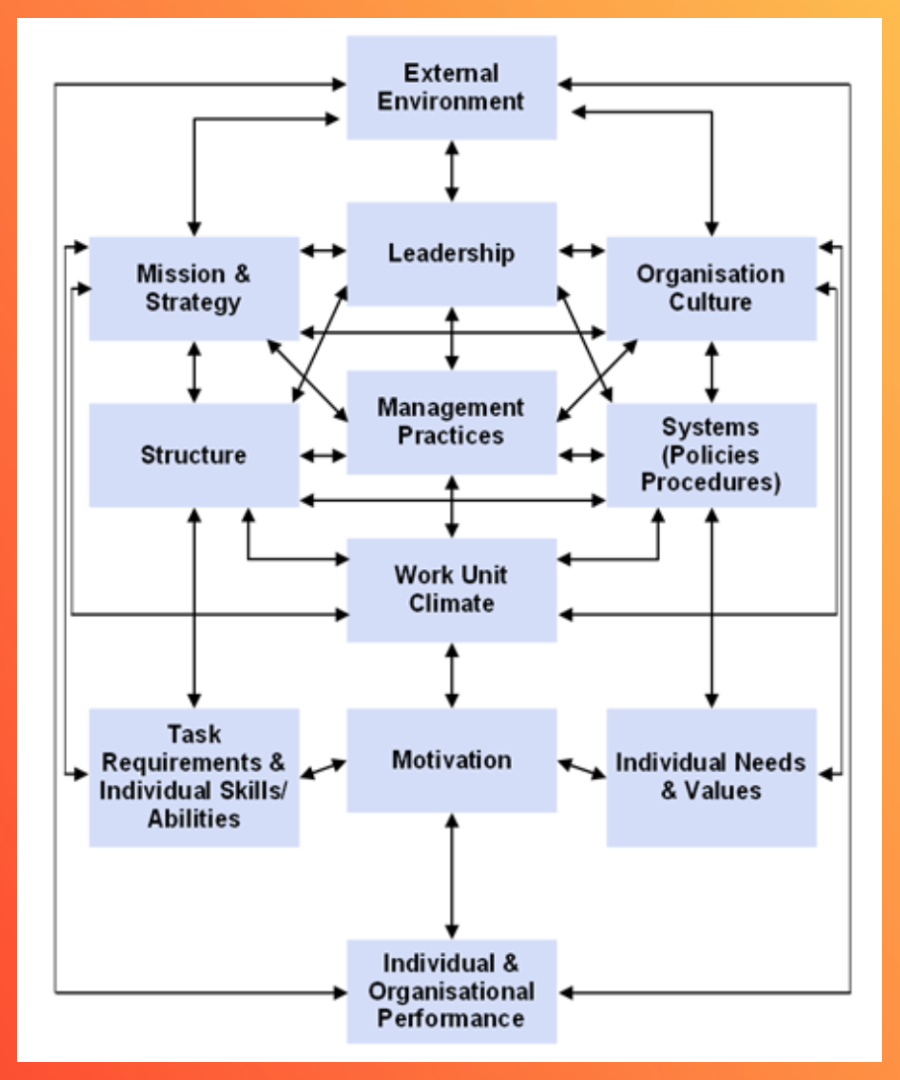 External
Environment
Leadership
Mission &
Strategy
Organisation
Culture
Management
Practices
Structure
Systems
(Policies
Procedures)
Work Unit
Climate
Task
Requirements &
Individual Skills/
Abilities
Motivation
Individual Needs
& Values
Individual &
Organisational
Performance